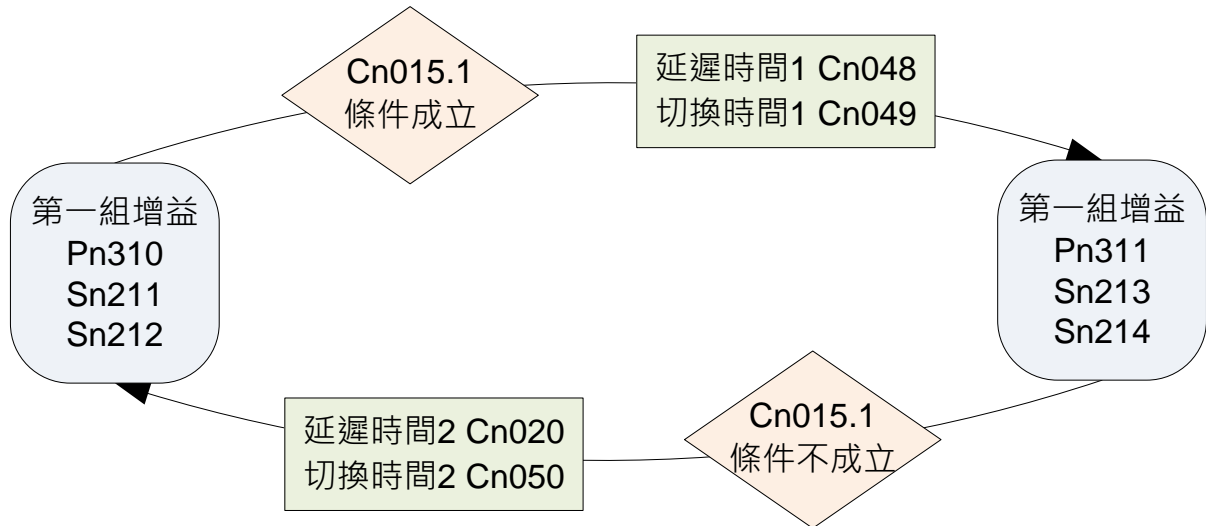 Cn015.1
條件成立
延遲時間1 Cn048
切換時間1 Cn049
第一組增益
Pn310
Sn211
Sn212
第一組增益
Pn311
Sn213
Sn214
延遲時間2 Cn020
切換時間2 Cn050
Cn015.1
條件不成立